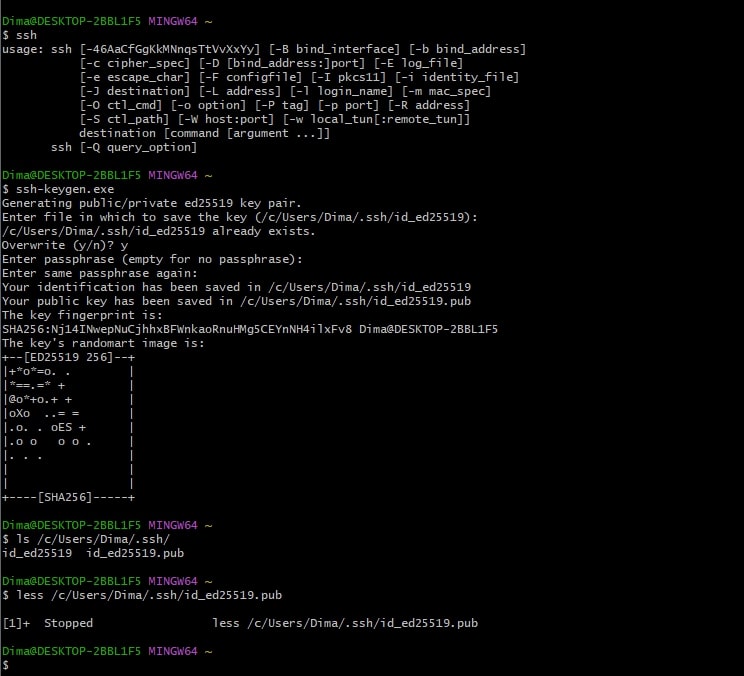 Dima@DESKTOP-2BBL1F5 MINGW64 ~
$ ssh
usage: ssh [-46AaCfGgKkMNnqsTtVvXxYy] [-B bind_interface] [-b bind_address]
           [-c cipher_spec] [-D [bind_address:]port] [-E log_file]
           [-e escape_char] [-F configfile] [-I pkcs11] [-i identity_file]
           [-J destination] [-L address] [-l login_name] [-m mac_spec]
           [-O ctl_cmd] [-o option] [-P tag] [-p port] [-R address]
           [-S ctl_path] [-W host:port] [-w local_tun[:remote_tun]]
           destination [command [argument ...]]
       ssh [-Q query_option]

Dima@DESKTOP-2BBL1F5 MINGW64 ~
$ ssh-keygen.exe
Generating public/private ed25519 key pair.
Enter file in which to save the key (/c/Users/Dima/.ssh/id_ed25519):
/c/Users/Dima/.ssh/id_ed25519 already exists.
Overwrite (y/n)? y
Enter passphrase (empty for no passphrase):
Enter same passphrase again:
Your identification has been saved in /c/Users/Dima/.ssh/id_ed25519
Your public key has been saved in /c/Users/Dima/.ssh/id_ed25519.pub
The key fingerprint is:
SHA256:Nj14INwepNuCjhhxBFWnkaoRnuHMg5CEYnNH4ilxFv8 Dima@DESKTOP-2BBL1F5
The key's randomart image is:
+--[ED25519 256]--+
|+*o*=o. .        |
|*==.=* +         |
|@o*+o.+ +        |
|oXo  ..= =       |
|.o. . oES +      |
|.o o   o o .     |
|. . .            |
|                 |
|                 |
+----[SHA256]-----+

Dima@DESKTOP-2BBL1F5 MINGW64 ~
$ ls /c/Users/Dima/.ssh/
id_ed25519  id_ed25519.pub

Dima@DESKTOP-2BBL1F5 MINGW64 ~
$ less /c/Users/Dima/.ssh/id_ed25519.pub

[1]+  Stopped                 less /c/Users/Dima/.ssh/id_ed25519.pub

Dima@DESKTOP-2BBL1F5 MINGW64 ~
$